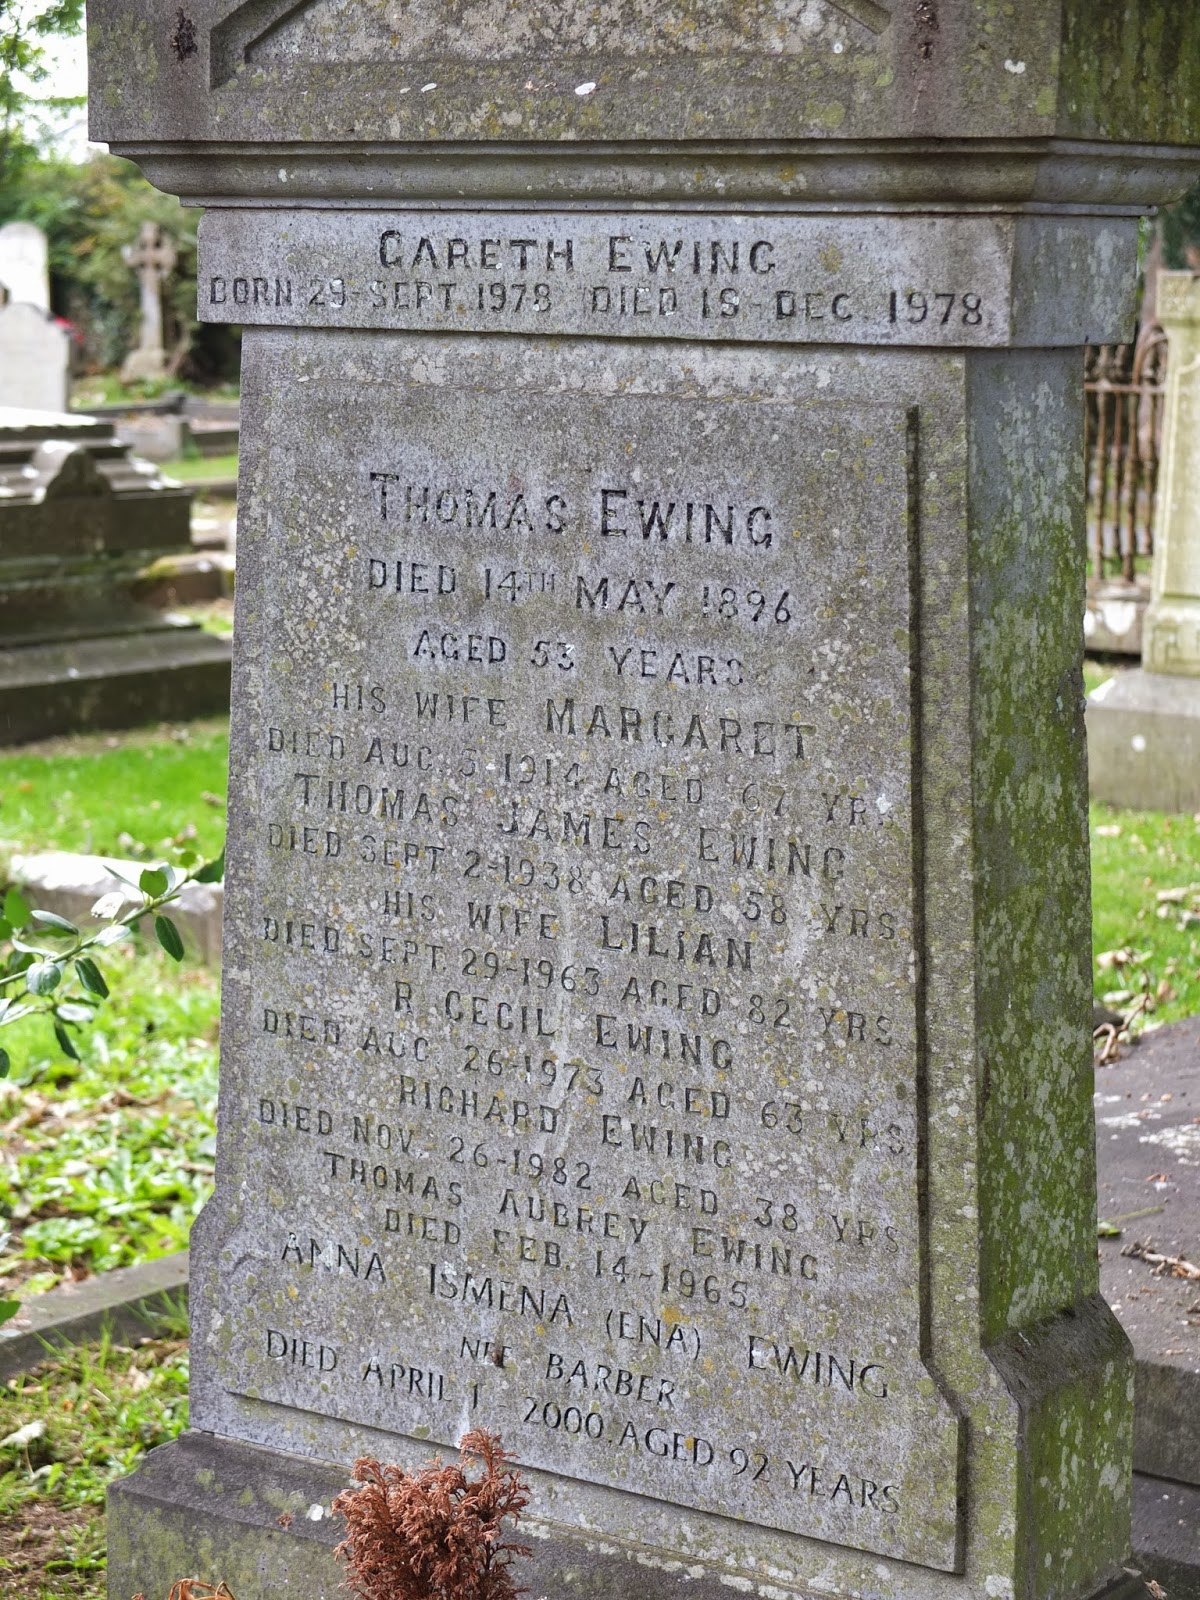 GARETH EWING
BORN 29-SEPT. 1978 DIED 19-DEC. 1978
THOMAS EWING
DIED 14TH MAY 1896
AGED 53 YEARS
HIS WIFE MARGARET
DIED AUG. 5-1914 AGED 67 YRS
THOMAS JAMES EWING
DIED SEPT 2-1938 AGED 58 YRS
HIS WIFE LILIAN
DIED SEPT. 29-1963 AGED 82 YRS
R CECIL EWING
DIED AUG 26-1973 AGED 63 YRS
RICHARD EWING
DIED NOV. 26-1982 AGED 38 YRS
THOMAS AUBREY EWING
DIED FEB. 14-1965.
ANNA ISMENA (ENA) EWING
NEE BARBER
DIED APRIL 1 - 2000. AGED 92 YEARS